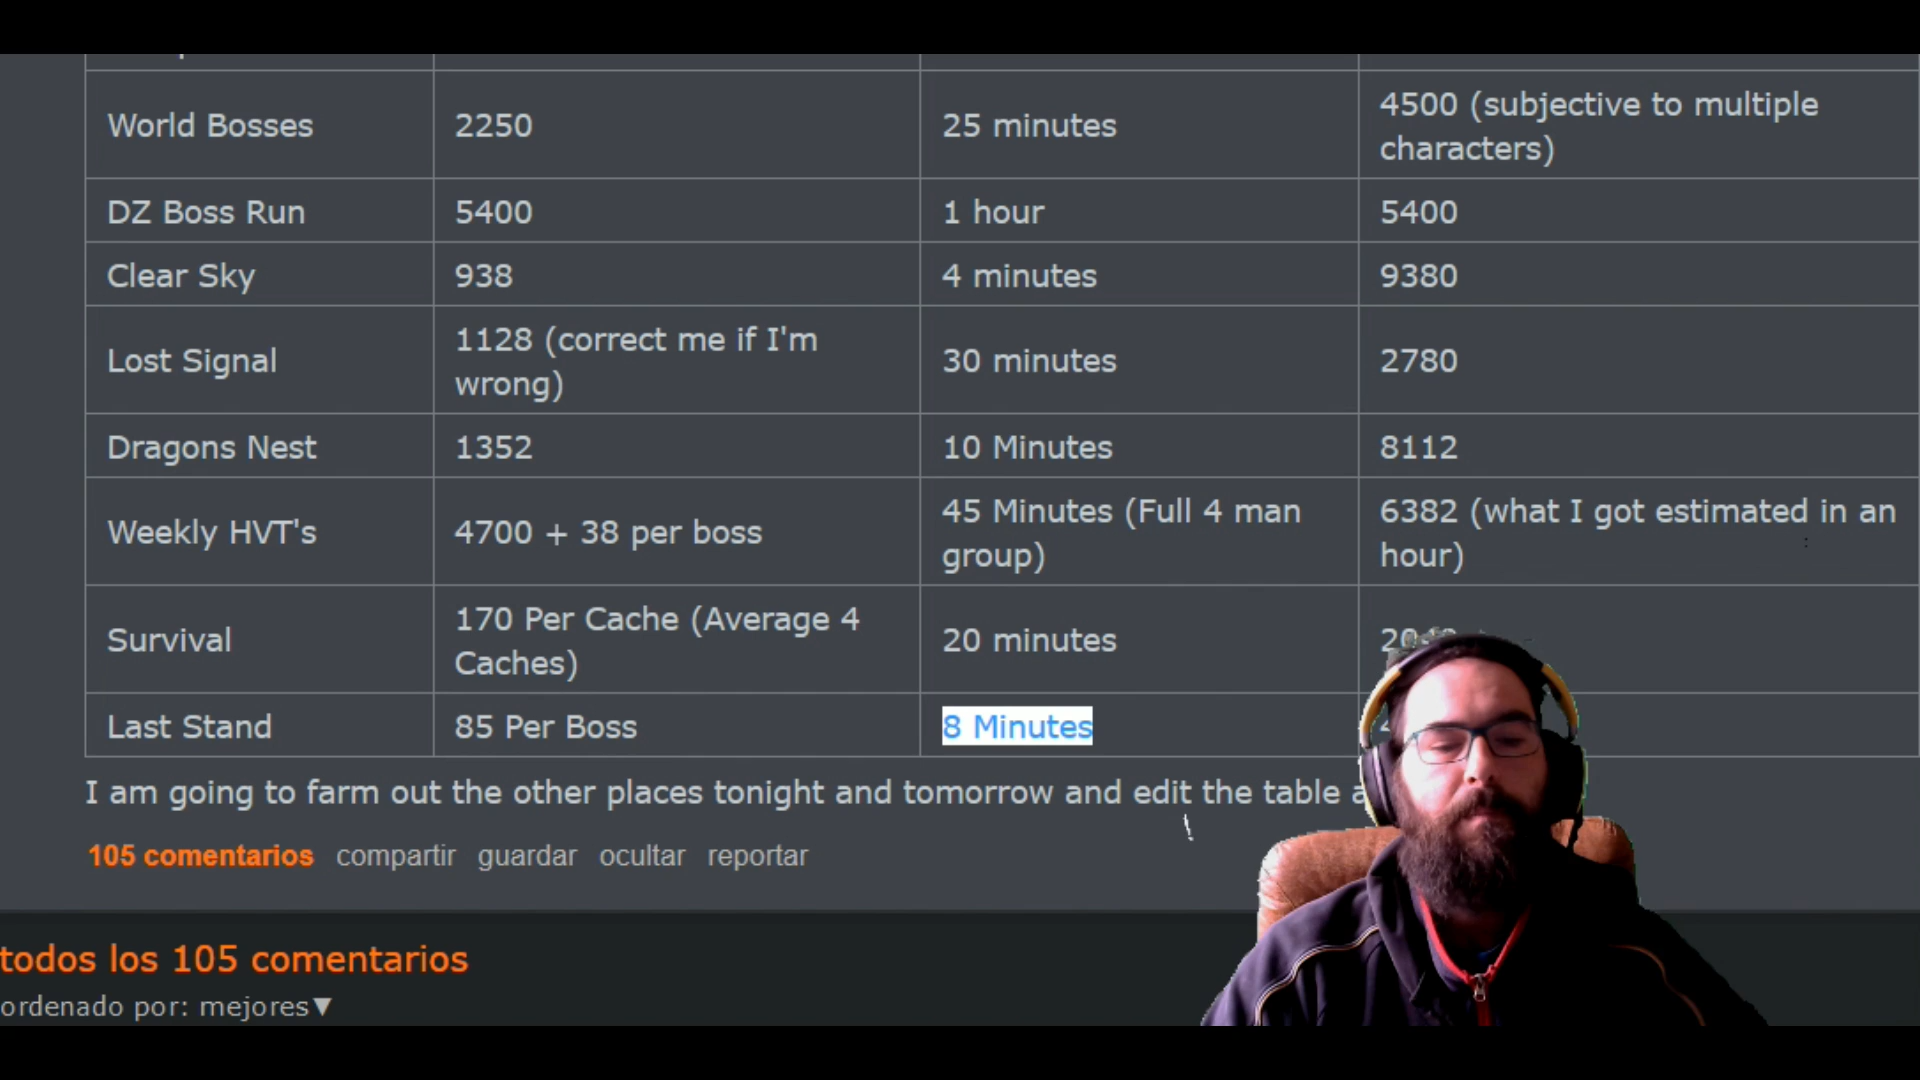 World Bosses
2250
25 minutes
4500 (subjective to multiple
characters)
DZ Boss Run
5400
1 hour
5400
Clear Sky
938
4 minutes
9380
Lost Signal
1128 (correct me if I'm
wrong)
30 minutes
2780
Dragons Nest
1352
10 Minutes
8112
Weekly HVT's
4700 + 38 per boss
45 Minutes (Full 4 man
group)
6382 (what I got estimated in an
hour)
Survival
170 Per Cache (Average 4
Caches)
20 minutes
Last Stand
85 Per Boss
8 Minutes
I am going to farm out the other places tonight and tomorrow and edit the table
105 comentarios compartir guardar ocultar reportar
todos los 105 comentarios
ordenado por: mejores▼